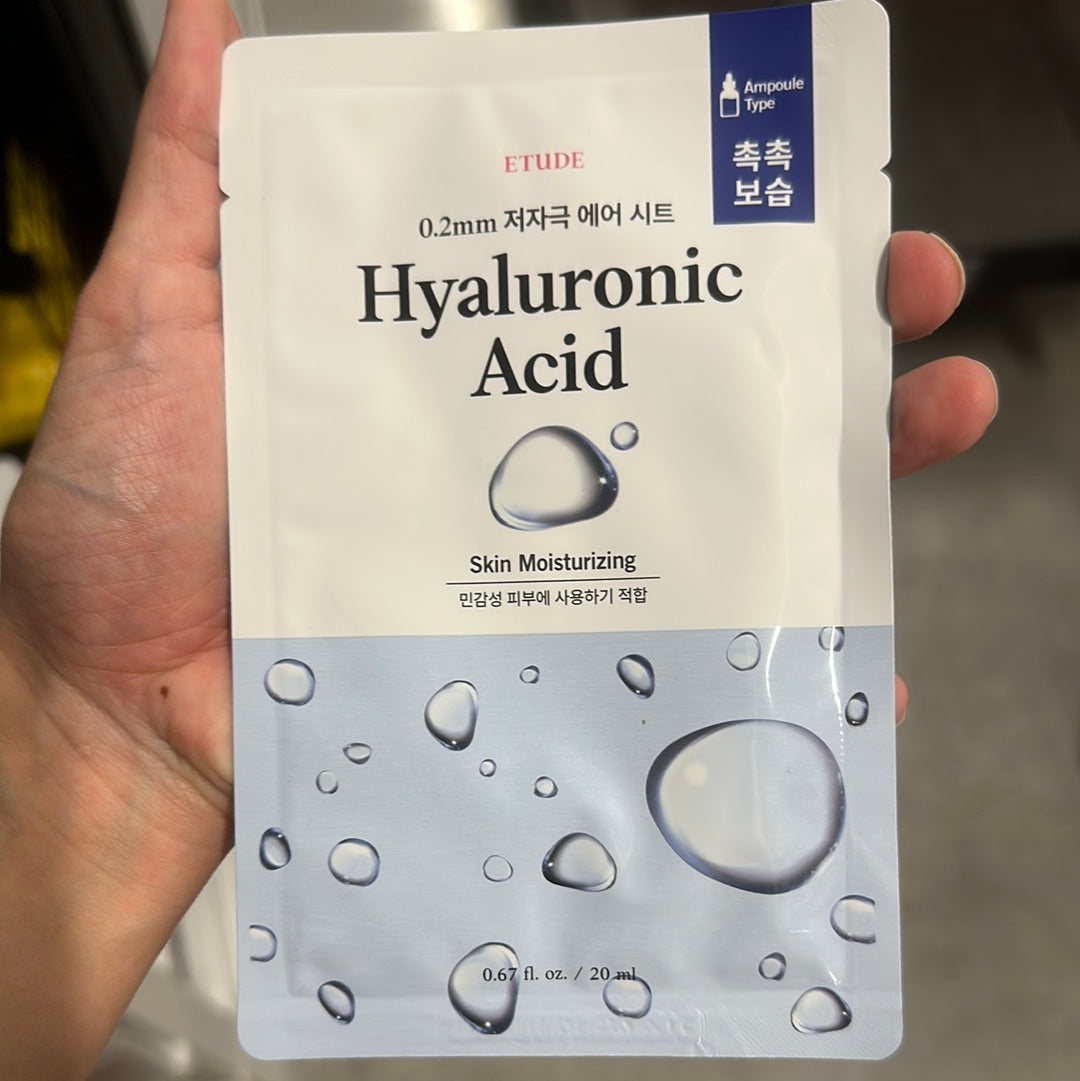 Ampoule
Type
촉촉
보습
ETUDE
0.2mm 저자극 에어 시트
Hyaluronic
Acid
Skin Moisturizing
민감성 피부에 사용하기 적합
0.67 fl. oz. / 20 ml